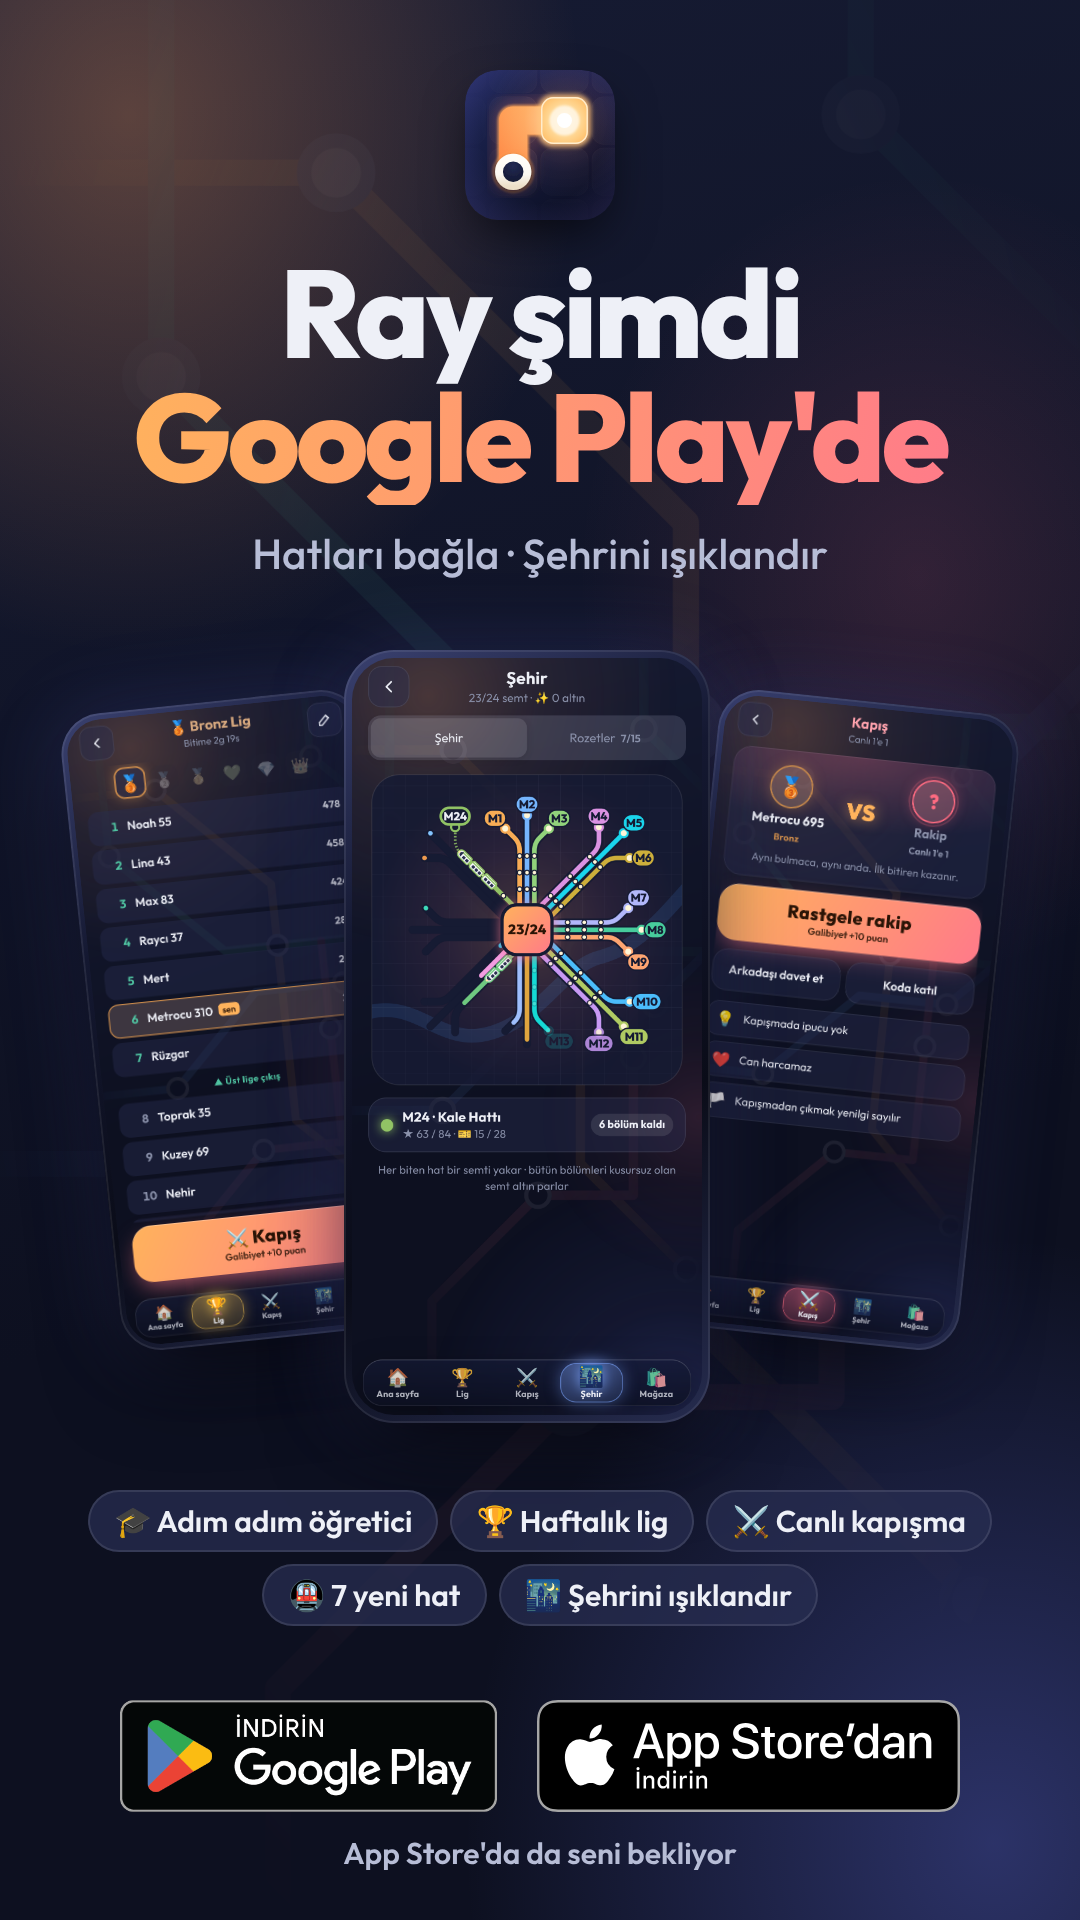 Ray şimdi
Google Play'de
Hatları bağla · Şehrini ışıklandır
Bronz Lig
Bitime 2g 19s
1 Noah 55 478
2 Lina 43 458
3 Max 83
4 Raycı 37
5 Mert
6 Metrocu 310 sen
7 Rüzgar
▲ Üst lige çıkış
8 Toprak 35
9 Kuzey 69
10 Nehir
⚔️ Kapış
Galibiyet +10 puan
Ana sayfa Lig Kapış Şehir
Şehir
23/24 semt · ✨ 0 altın
Şehir Rozetler 7/15
M24 M1 M2 M3 M4 M5
M6
M7
23/24 M8
M9
M10
M13 M12 M11
M24 · Kale Hattı
★ 63 / 84 · 🎫 15 / 28
6 bölüm kaldı
Her biten hat bir semti yakar · bütün bölümleri kusursuz olan
semt altın parlar
Ana sayfa Lig Kapış Şehir Mağaza
Kapış
Canlı 1'e 1
Metrocu 695 VS ? Rakip
Bronz Canlı 1'e 1
Aynı bulmaca, aynı anda. İlk bitiren kazanır.
Rastgele rakip
Galibiyet +10 puan
Arkadaşı davet et Koda katıl
💡 Kapışmada ipucu yok
❤️ Can harcamaz
🏳️ Kapışmadan çıkmak yenilgi sayılır
Lig Kapış Şehir Mağaza
🎓 Adım adım öğretici 🏆 Haftalık lig ⚔️ Canlı kapışma
🚇 7 yeni hat 🌃 Şehrini ışıklandır
İNDİRİN
Google Play
App Store'dan
İndirin
App Store'da da seni bekliyor